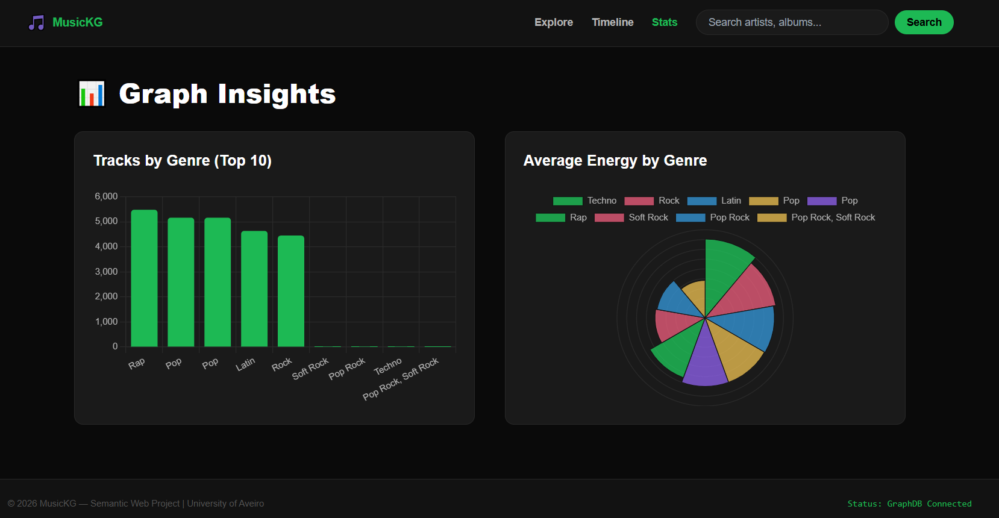 MusicKG
Explore Timeline Stats Search artists, albums... Search
Graph Insights
Tracks by Genre (Top 10)
6,000
5,000
4,000
3,000
2,000
1,000
0
Rap Pop Pop Latin Rock Soft Rock Pop Rock Techno Pop Rock, Soft Rock
Average Energy by Genre
Techno Rock Latin Pop Pop
Rap Soft Rock Pop Rock Pop Rock, Soft Rock
© 2026 MusicKG — Semantic Web Project | University of Aveiro
Status: GraphDB Connected